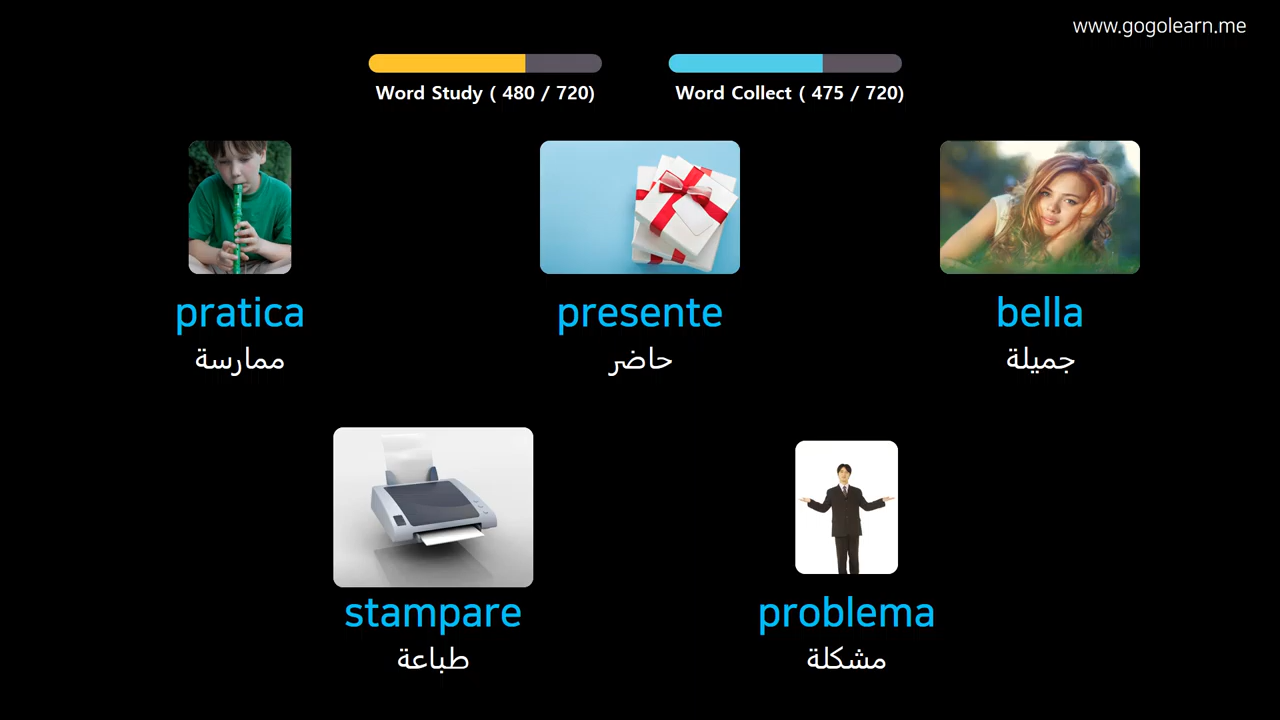 www.gogolearn.me
Word Study ( 480 / 720)
Word Collect ( 475 / 720)
pratica
ممارسة
presente
حاضر
bella
جميلة
stampare
طباعة
problema
مشكلة